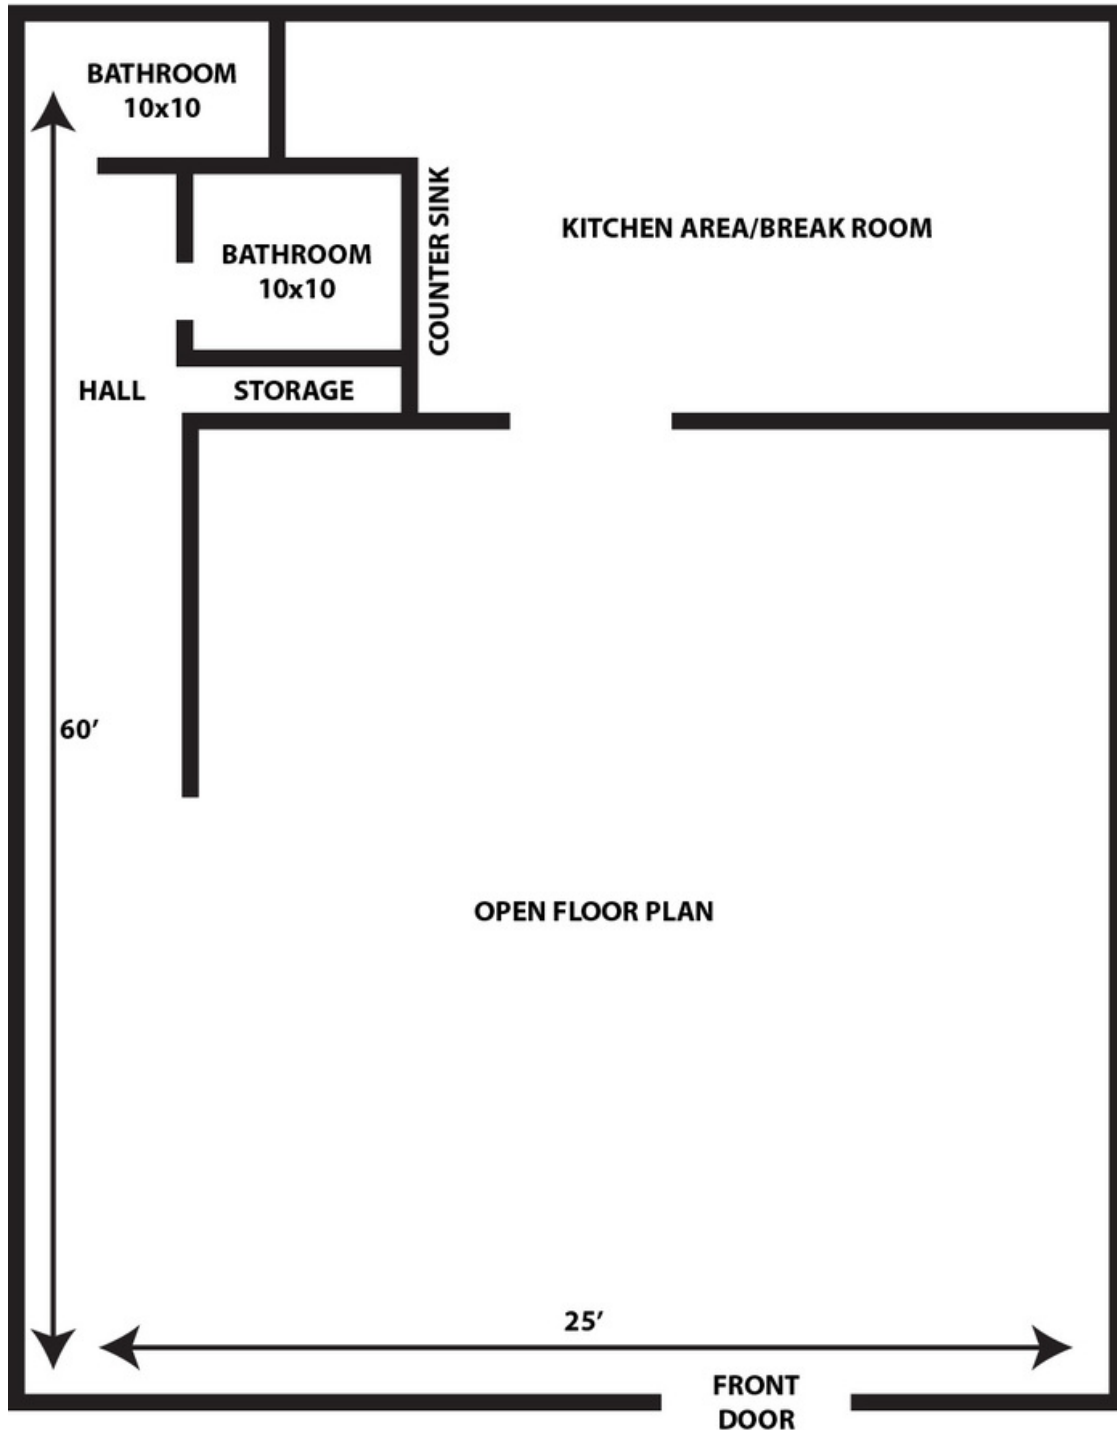 BATHROOM
10x10
COUNTER SINK
KITCHEN AREA/BREAK ROOM
BATHROOM
10x10
HALL
STORAGE
60’
OPEN FLOOR PLAN
25’
FRONT
DOOR